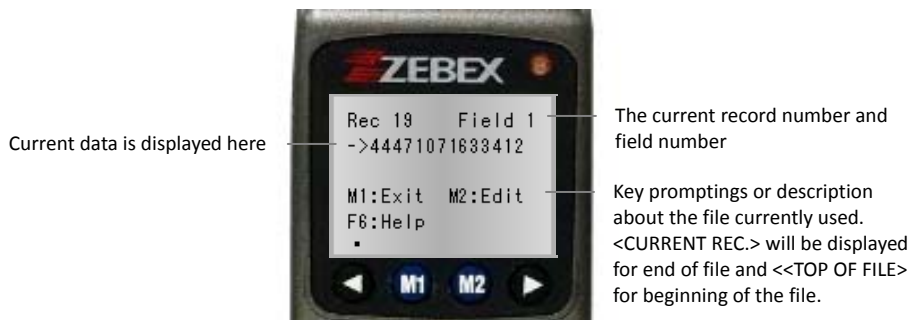 ZEBEX
Rec 19 Field 1
->44471071633412
M1:Exit M2:Edit
F6:Help
M1 M2
Current data is displayed here
The current record number and
field number
Key promptings or description
about the file currently used.
<CURRENT REC.> will be displayed
for end of file and <<TOP OF FILE>
for beginning of the file.